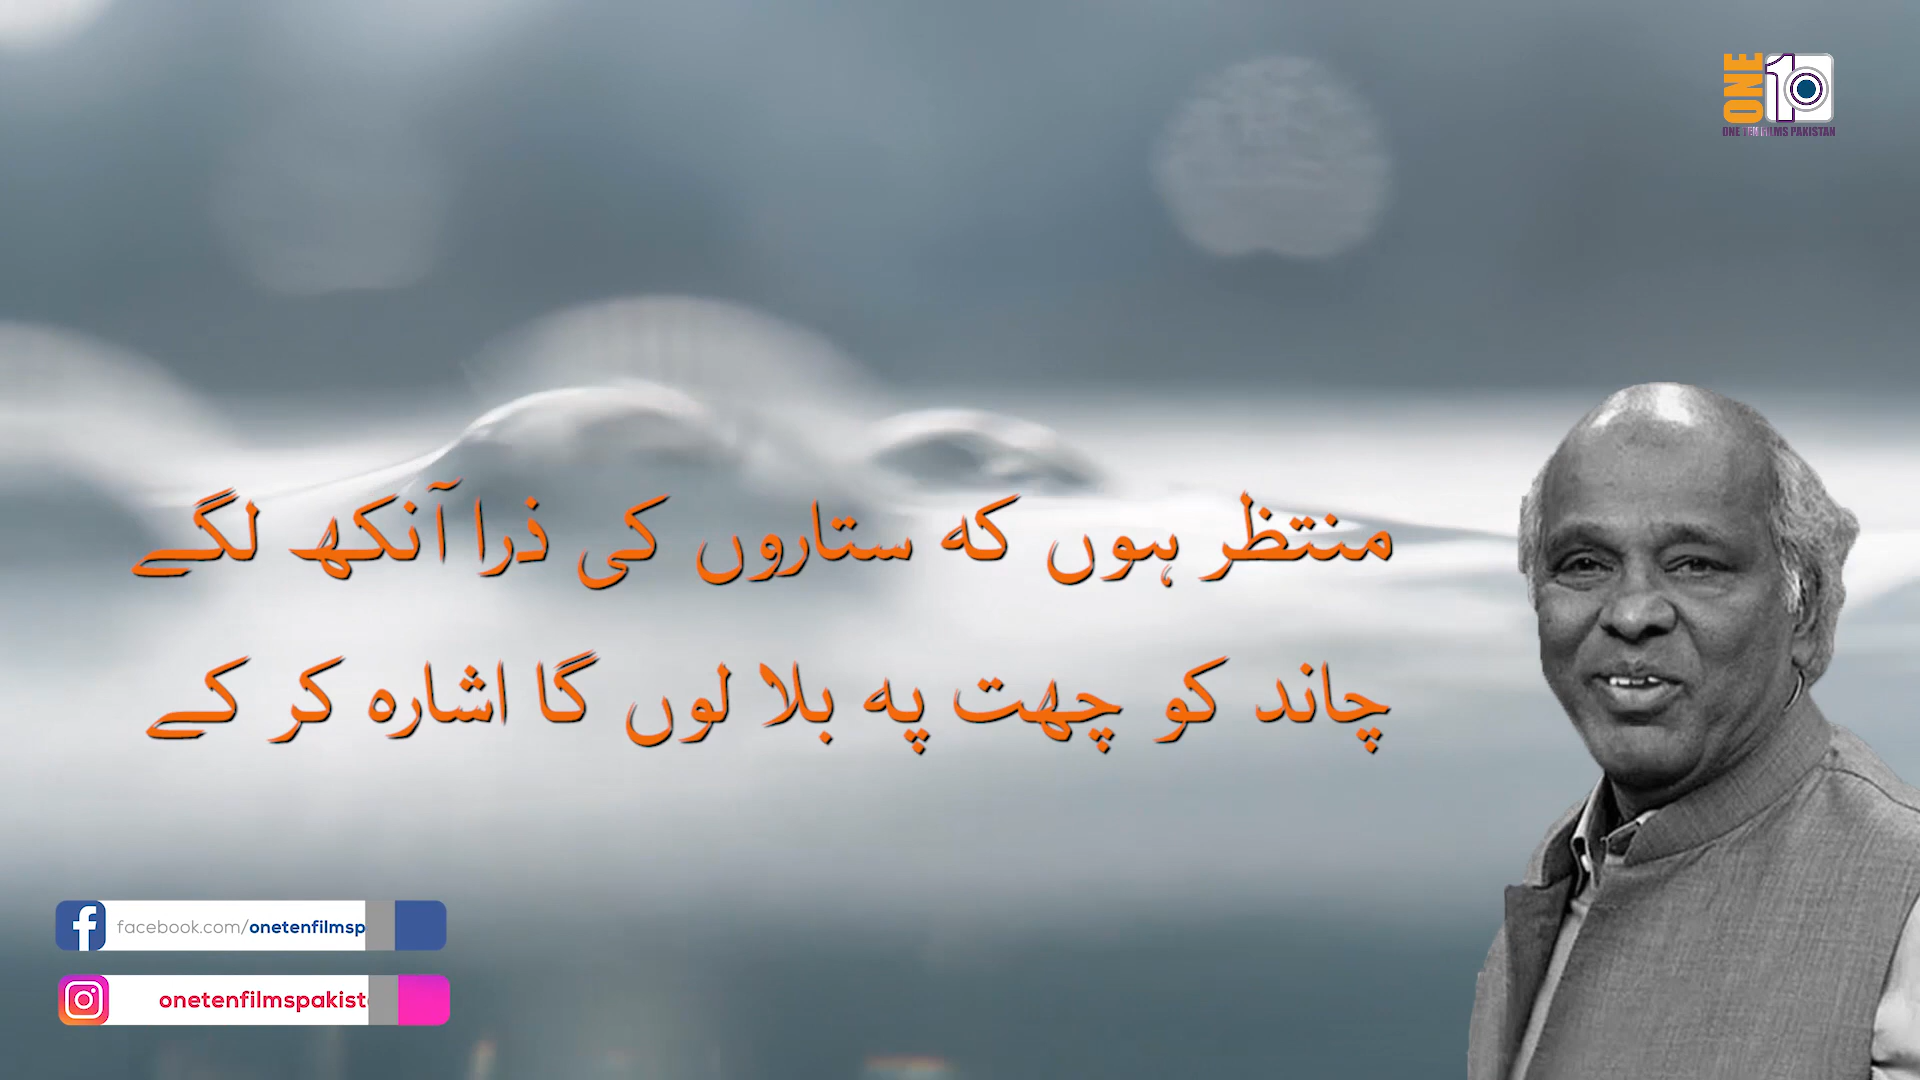 ONE 10
ONE TEN FILMS PAKISTAN
منتظر ہوں کہ ستاروں کی ذرا آنکھ لگے
چاند کو چھت پہ بلا لوں گا اشارہ کر کے
facebook.com/onetenfilmsp
onetenfilmspakist